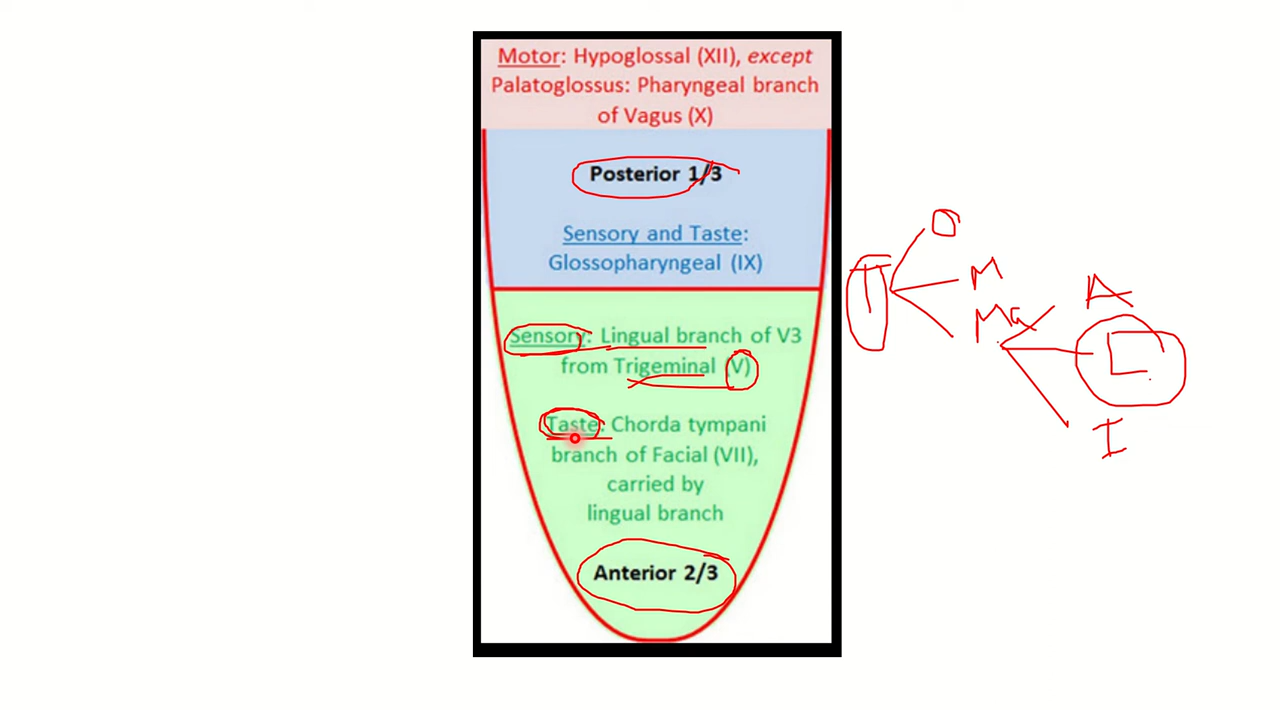 Motor: Hypoglossal (XII), except
Palatoglossus: Pharyngeal branch
of Vagus (X)
Posterior 1/3
Sensory and Taste:
Glossopharyngeal (IX)
Sensory: Lingual branch of V3
from Trigeminal (V)
Taste: Chorda tympani
branch of Facial (VII),
carried by
lingual branch
Anterior 2/3
T
O
M
A
L
I